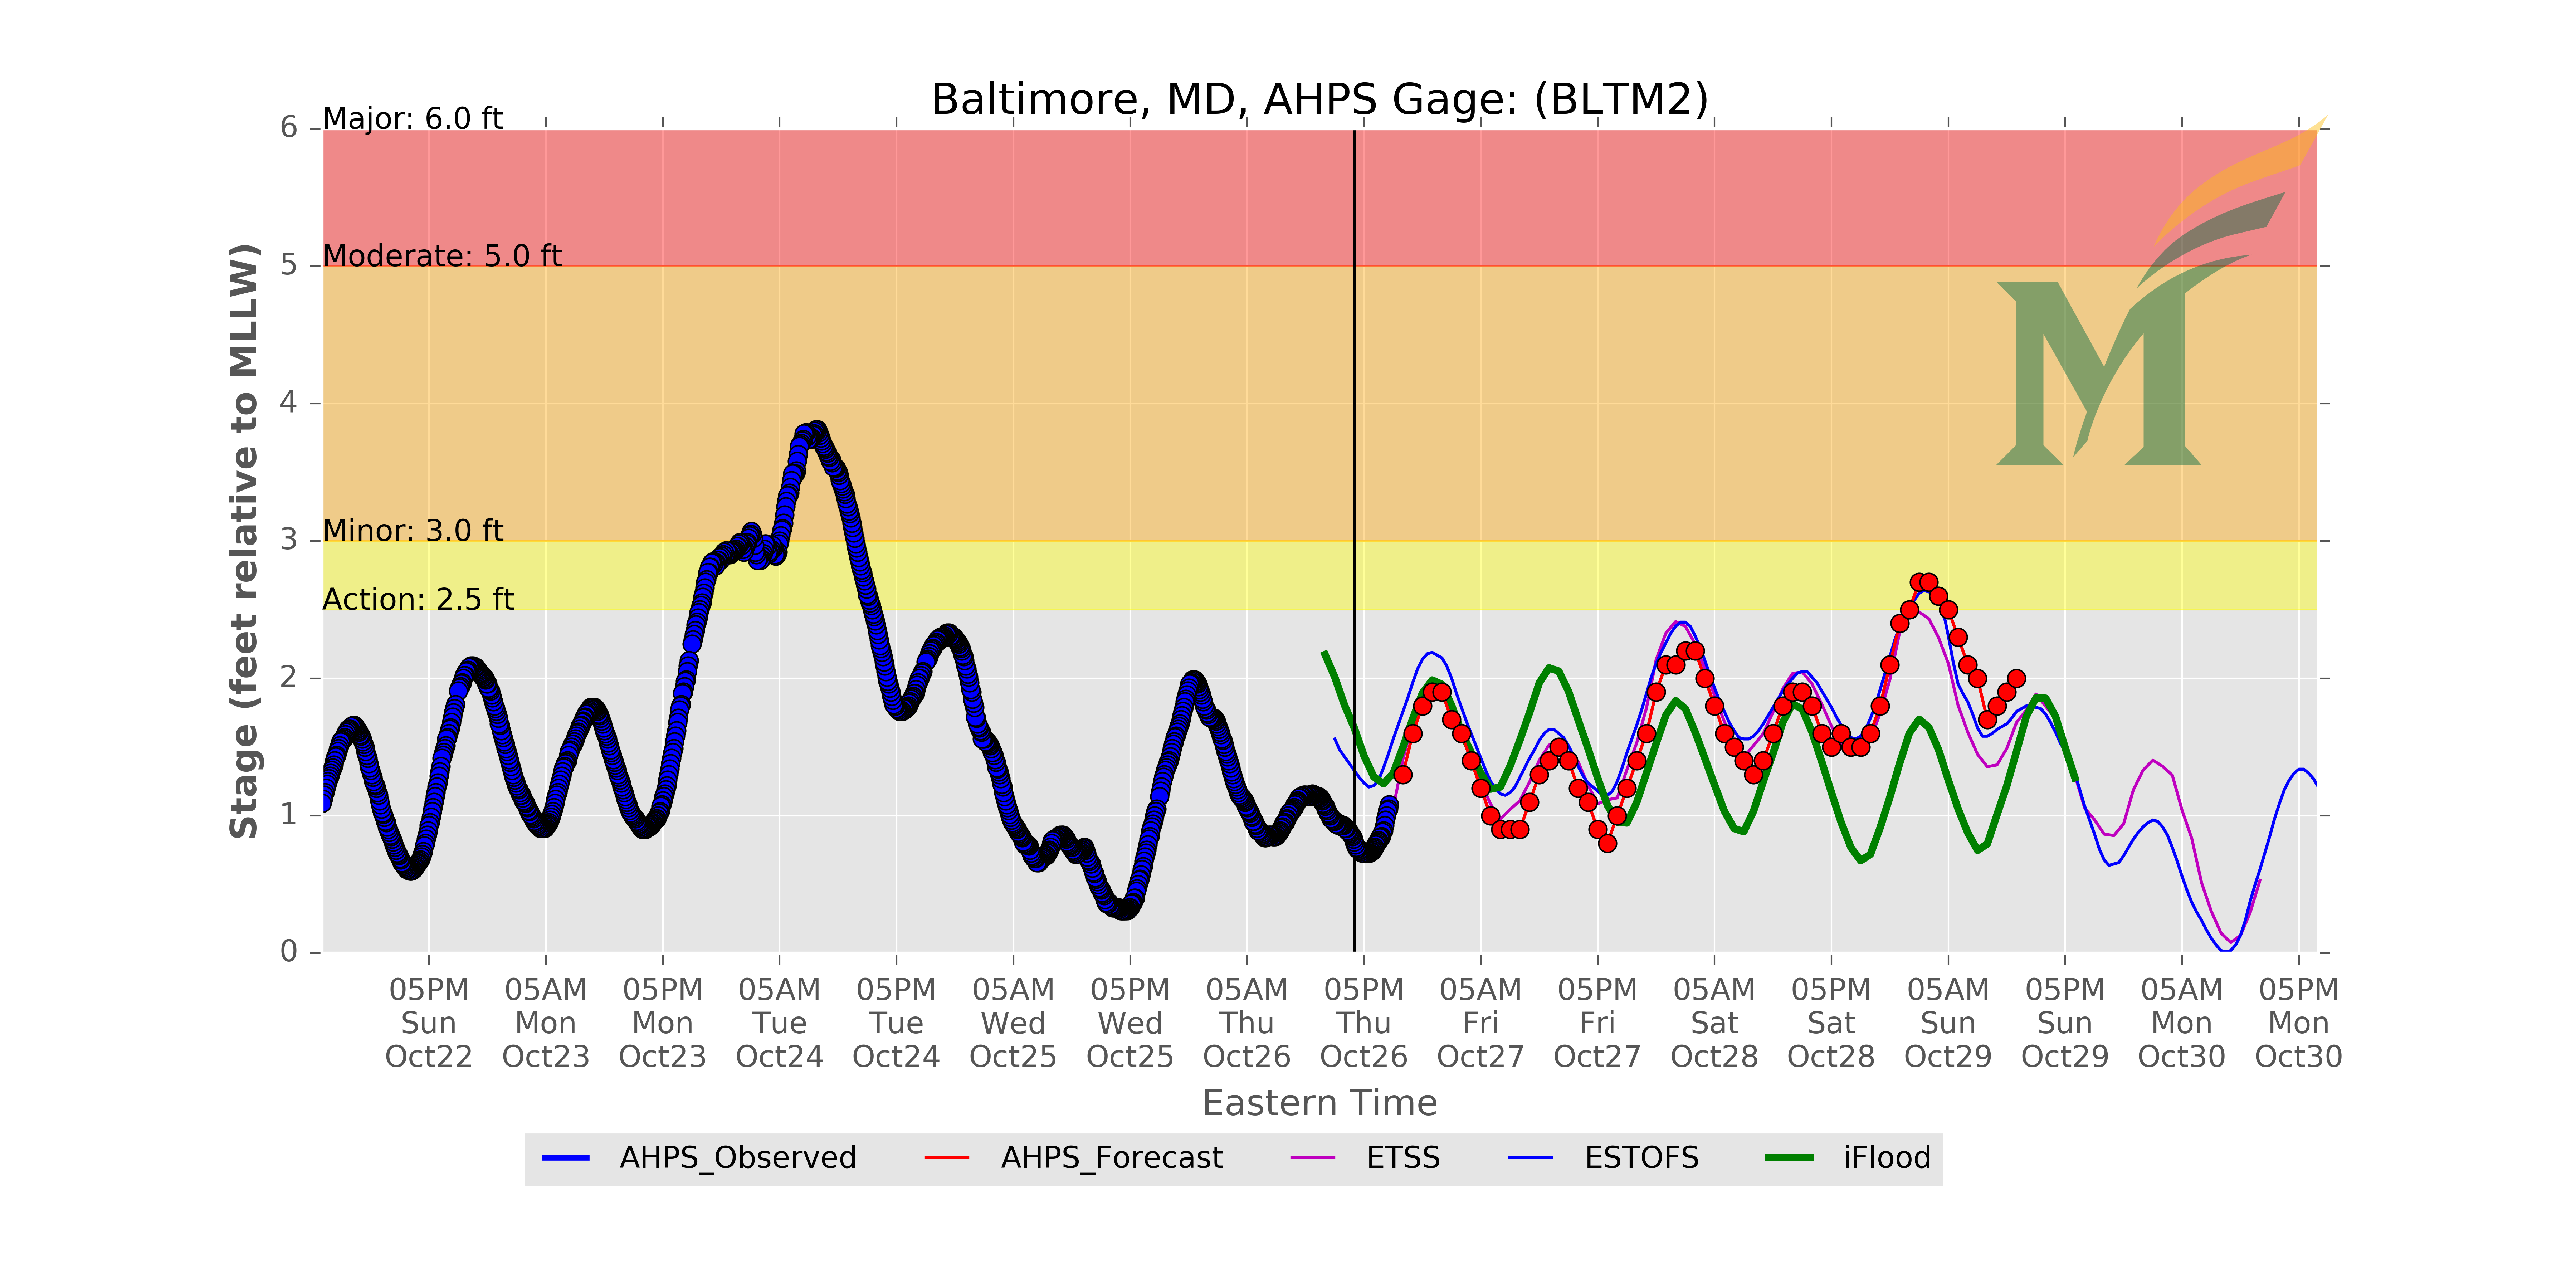 Baltimore, MD, AHPS Gage: (BLTM2)
Major: 6.0 ft
Moderate: 5.0 ft
Minor: 3.0 ft
Action: 2.5 ft
Stage (feet relative to MLLW)
6
5
4
3
2
1
0
05PM 05AM 05PM 05AM 05PM 05AM 05PM 05AM 05PM 05AM 05PM 05AM 05PM 05AM 05PM 05AM 05PM
Sun Mon Mon Tue Tue Wed Wed Thu Thu Fri Fri Sat Sat Sun Sun Mon Mon
Oct22 Oct23 Oct23 Oct24 Oct24 Oct25 Oct25 Oct26 Oct26 Oct27 Oct27 Oct28 Oct28 Oct29 Oct29 Oct30 Oct30
Eastern Time
AHPS_Observed AHPS_Forecast ETSS ESTOFS iFlood
M